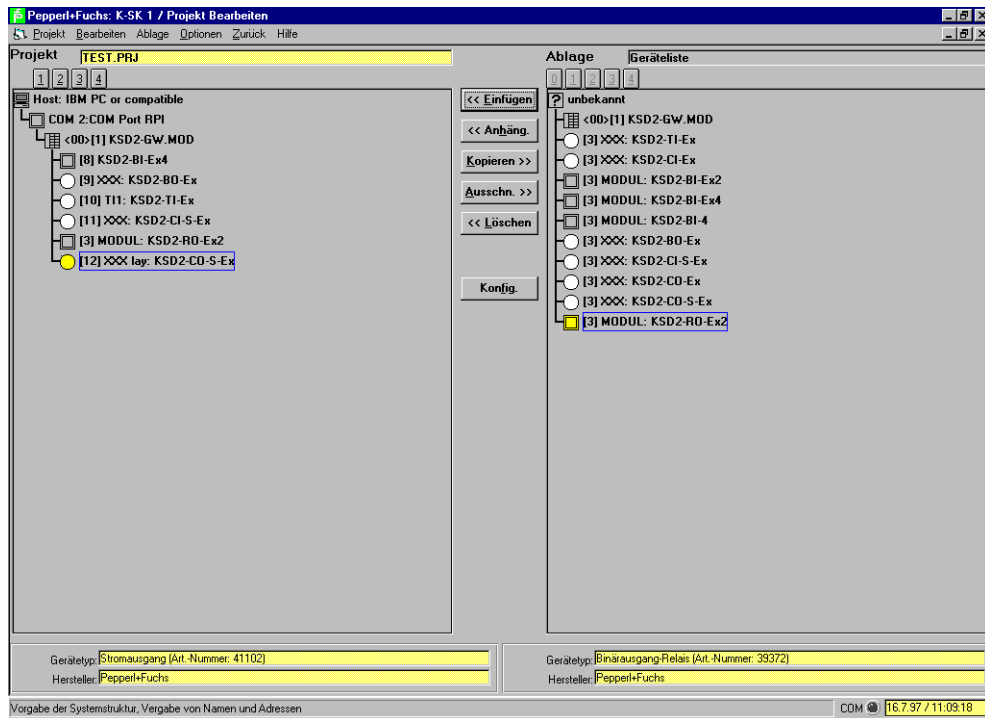 Pepperl+Fuchs: K-SK 1 / Projekt Bearbeiten
Projekt Bearbeiten Ablage Optionen Zurück Hilfe
Projekt TEST.PRJ
1 2 3 4
Host: IBM PC or compatible
COM 2:COM Port RPI
<00>[1] KSD2-GW.MOD
[8] KSD2-BI-Ex4
[9] XXX: KSD2-BO-Ex
[10] TI1: KSD2-TI-Ex
[11] XXX: KSD2-CI-S-Ex
[3] MODUL: KSD2-RO-Ex2
[12] XXX lay: KSD2-CO-S-Ex
<< Einfügen
<< Anhäng.
Kopieren >>
Ausschn. >>
<< Löschen
Konfig.
Ablage Geräteliste
0 1 2 3 4
? unbekannt
<00>[1] KSD2-GW.MOD
[3] XXX: KSD2-TI-Ex
[3] XXX: KSD2-CI-Ex
[3] MODUL: KSD2-BI-Ex2
[3] MODUL: KSD2-BI-Ex4
[3] MODUL: KSD2-BI-4
[3] XXX: KSD2-BO-Ex
[3] XXX: KSD2-CI-S-Ex
[3] XXX: KSD2-CO-Ex
[3] XXX: KSD2-CO-S-Ex
[3] MODUL: KSD2-RO-Ex2
Gerätetyp: Stromausgang (Art.-Nummer: 41102)
Hersteller: Pepperl+Fuchs
Gerätetyp: Binärausgang-Relais (Art.-Nummer: 39372)
Hersteller: Pepperl+Fuchs
Vorgabe der Systemstruktur, Vergabe von Namen und Adressen
COM 16.7.97 / 11:09:18